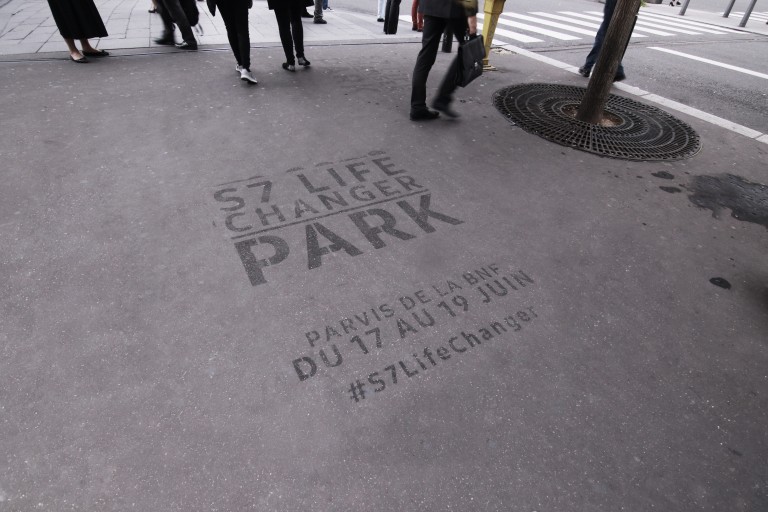 S7 LIFE
CHANGER
PARK
PARVIS DE LA BNF
DU 17 AU 19 JUIN
#S7LifeChanger